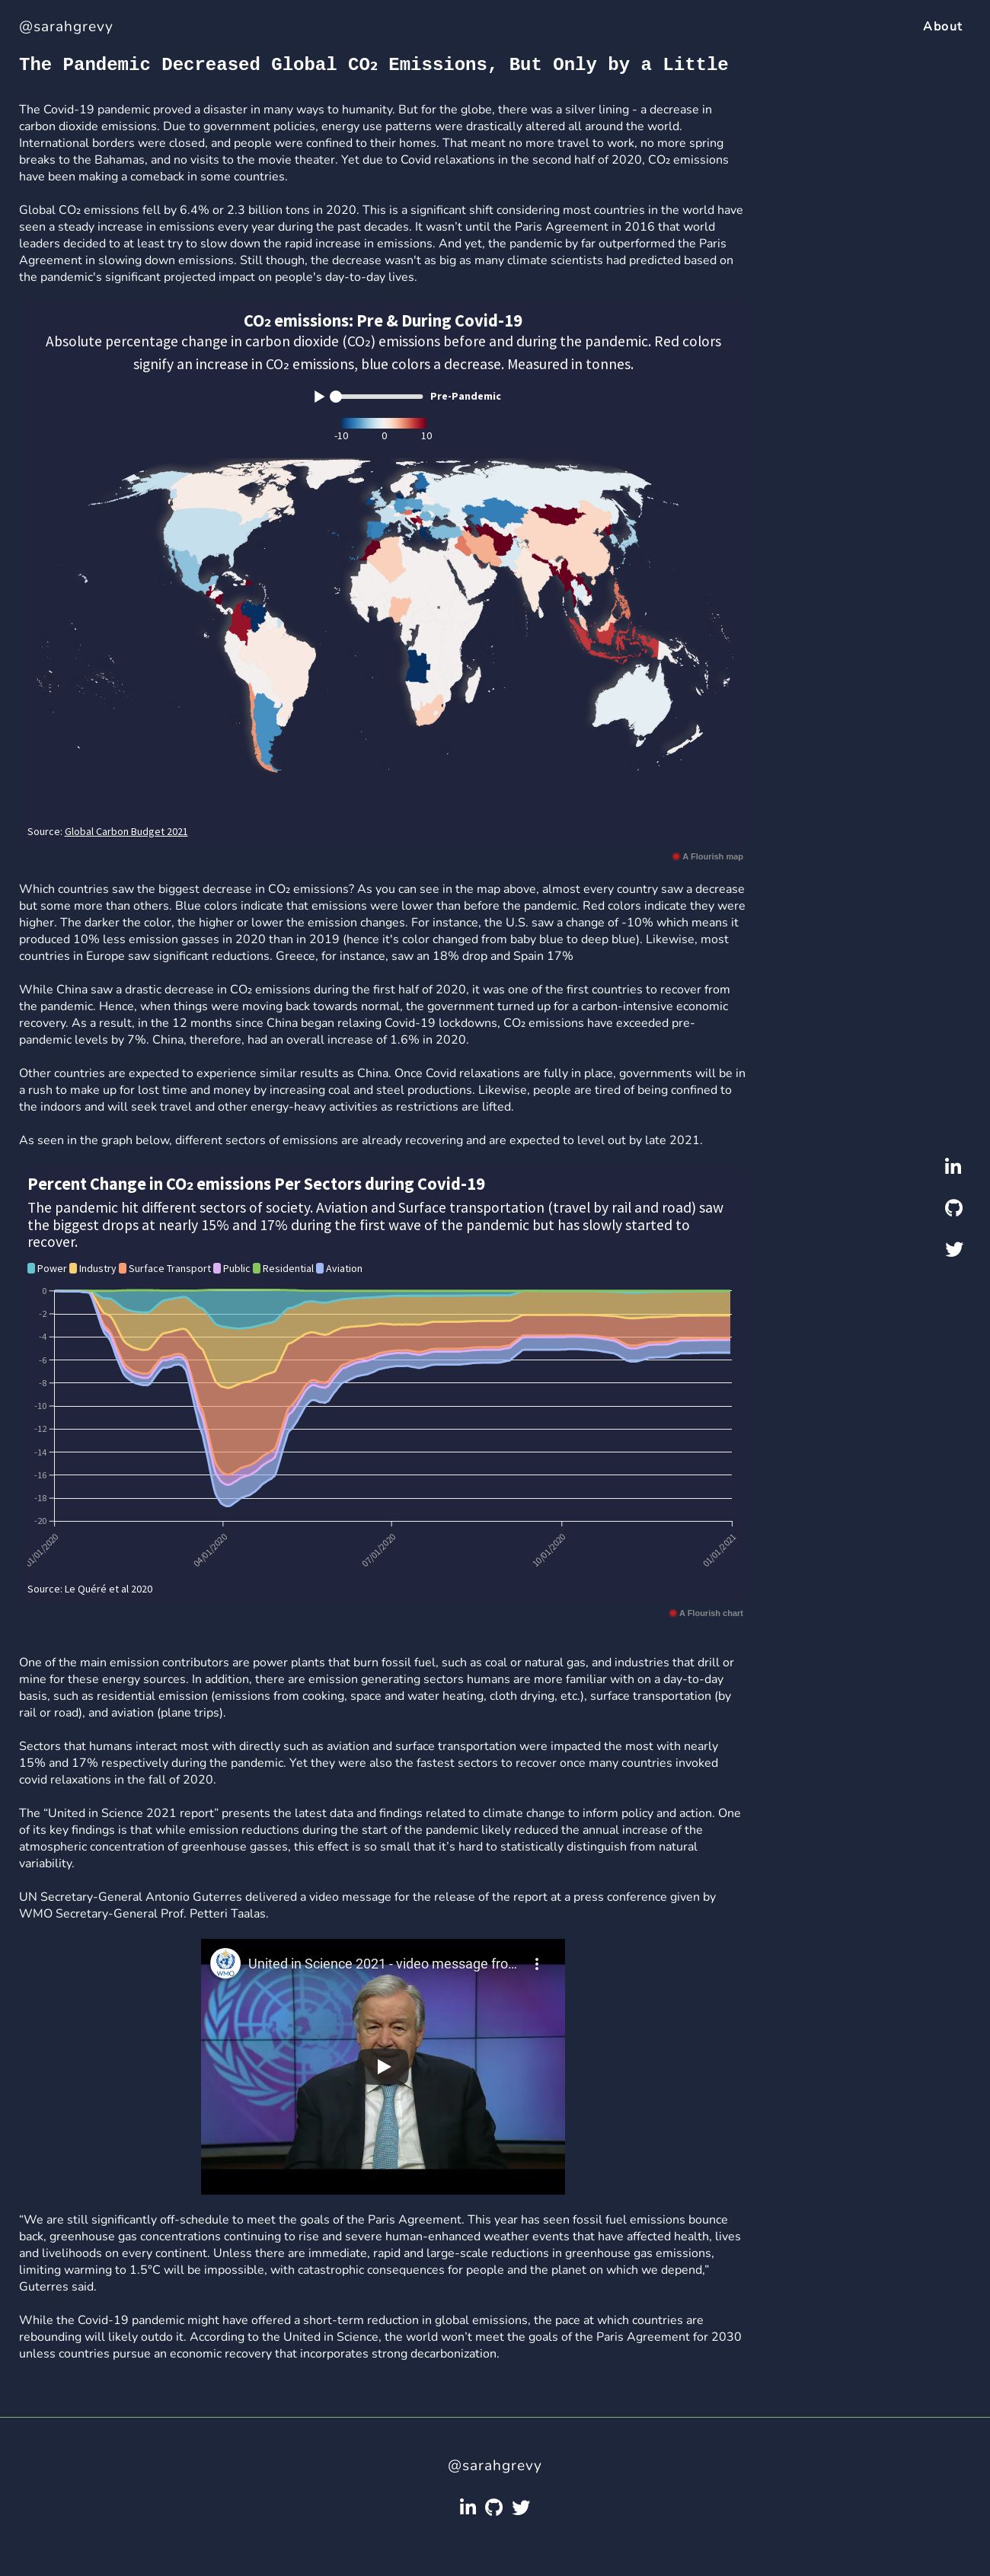 @sarahgrevy
About
The Pandemic Decreased Global CO₂ Emissions, But Only by a Little
The Covid-19 pandemic proved a disaster in many ways to humanity. But for the globe, there was a silver lining - a decrease in
carbon dioxide emissions. Due to government policies, energy use patterns were drastically altered all around the world.
International borders were closed, and people were confined to their homes. That meant no more travel to work, no more spring
breaks to the Bahamas, and no visits to the movie theater. Yet due to Covid relaxations in the second half of 2020, CO₂ emissions
have been making a comeback in some countries.
Global CO₂ emissions fell by 6.4% or 2.3 billion tons in 2020. This is a significant shift considering most countries in the world have
seen a steady increase in emissions every year during the past decades. It wasn't until the Paris Agreement in 2016 that world
leaders decided to at least try to slow down the rapid increase in emissions. And yet, the pandemic by far outperformed the Paris
Agreement in slowing down emissions. Still though, the decrease wasn't as big as many climate scientists had predicted based on
the pandemic's significant projected impact on people's day-to-day lives.
CO₂ emissions: Pre & During Covid-19
Absolute percentage change in carbon dioxide (CO₂) emissions before and during the pandemic. Red colors
signify an increase in CO₂ emissions, blue colors a decrease. Measured in tonnes.
Pre-Pandemic
-10 0 10
Source: Global Carbon Budget 2021
A Flourish map
Which countries saw the biggest decrease in CO₂ emissions? As you can see in the map above, almost every country saw a decrease
but some more than others. Blue colors indicate that emissions were lower than before the pandemic. Red colors indicate they were
higher. The darker the color, the higher or lower the emission changes. For instance, the U.S. saw a change of -10% which means it
produced 10% less emission gasses in 2020 than in 2019 (hence it's color changed from baby blue to deep blue). Likewise, most
countries in Europe saw significant reductions. Greece, for instance, saw an 18% drop and Spain 17%
While China saw a drastic decrease in CO₂ emissions during the first half of 2020, it was one of the first countries to recover from
the pandemic. Hence, when things were moving back towards normal, the government turned up for a carbon-intensive economic
recovery. As a result, in the 12 months since China began relaxing Covid-19 lockdowns, CO₂ emissions have exceeded pre-
pandemic levels by 7%. China, therefore, had an overall increase of 1.6% in 2020.
Other countries are expected to experience similar results as China. Once Covid relaxations are fully in place, governments will be in
a rush to make up for lost time and money by increasing coal and steel productions. Likewise, people are tired of being confined to
the indoors and will seek travel and other energy-heavy activities as restrictions are lifted.
As seen in the graph below, different sectors of emissions are already recovering and are expected to level out by late 2021.
Percent Change in CO₂ emissions Per Sectors during Covid-19
The pandemic hit different sectors of society. Aviation and Surface transportation (travel by rail and road) saw
the biggest drops at nearly 15% and 17% during the first wave of the pandemic but has slowly started to
recover.
Power Industry Surface Transport Public Residential Aviation
0
-2
-4
-6
-8
-10
-12
-14
-16
-18
-20
01/01/2020 04/01/2020 07/01/2020 10/01/2020 01/01/2021
Source: Le Quéré et al 2020
A Flourish chart
One of the main emission contributors are power plants that burn fossil fuel, such as coal or natural gas, and industries that drill or
mine for these energy sources. In addition, there are emission generating sectors humans are more familiar with on a day-to-day
basis, such as residential emission (emissions from cooking, space and water heating, cloth drying, etc.), surface transportation (by
rail or road), and aviation (plane trips).
Sectors that humans interact most with directly such as aviation and surface transportation were impacted the most with nearly
15% and 17% respectively during the pandemic. Yet they were also the fastest sectors to recover once many countries invoked
covid relaxations in the fall of 2020.
The “United in Science 2021 report” presents the latest data and findings related to climate change to inform policy and action. One
of its key findings is that while emission reductions during the start of the pandemic likely reduced the annual increase of the
atmospheric concentration of greenhouse gasses, this effect is so small that it’s hard to statistically distinguish from natural
variability.
UN Secretary-General Antonio Guterres delivered a video message for the release of the report at a press conference given by
WMO Secretary-General Prof. Petteri Taalas.
WMO
United in Science 2021 - video message fro...
“We are still significantly off-schedule to meet the goals of the Paris Agreement. This year has seen fossil fuel emissions bounce
back, greenhouse gas concentrations continuing to rise and severe human-enhanced weather events that have affected health, lives
and livelihoods on every continent. Unless there are immediate, rapid and large-scale reductions in greenhouse gas emissions,
limiting warming to 1.5°C will be impossible, with catastrophic consequences for people and the planet on which we depend,”
Guterres said.
While the Covid-19 pandemic might have offered a short-term reduction in global emissions, the pace at which countries are
rebounding will likely outdo it. According to the United in Science, the world won’t meet the goals of the Paris Agreement for 2030
unless countries pursue an economic recovery that incorporates strong decarbonization.
@sarahgrevy